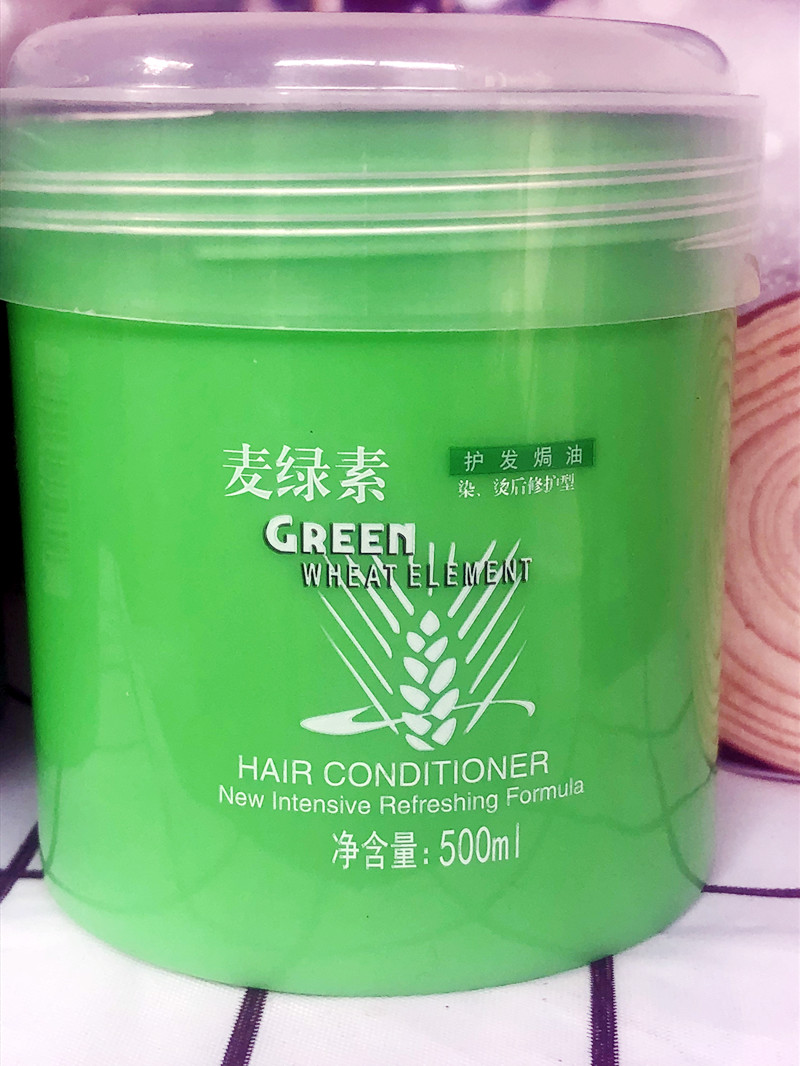 麦绿素
护发焗油
染、烫后修护型
GREEN
WHEAT ELEMENT
HAIR CONDITIONER
New Intensive Refreshing Formula
净含量:500ml